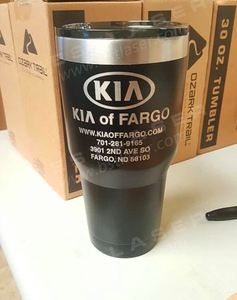 KIA
KIA of FARGO
WWW.KIAOFFARGO.COM
701-281-9165
3901 2ND AVE SO
FARGO, ND 58103
OZARK TRAIL
30 OZ. TUMBLER
OZARK TRAIL